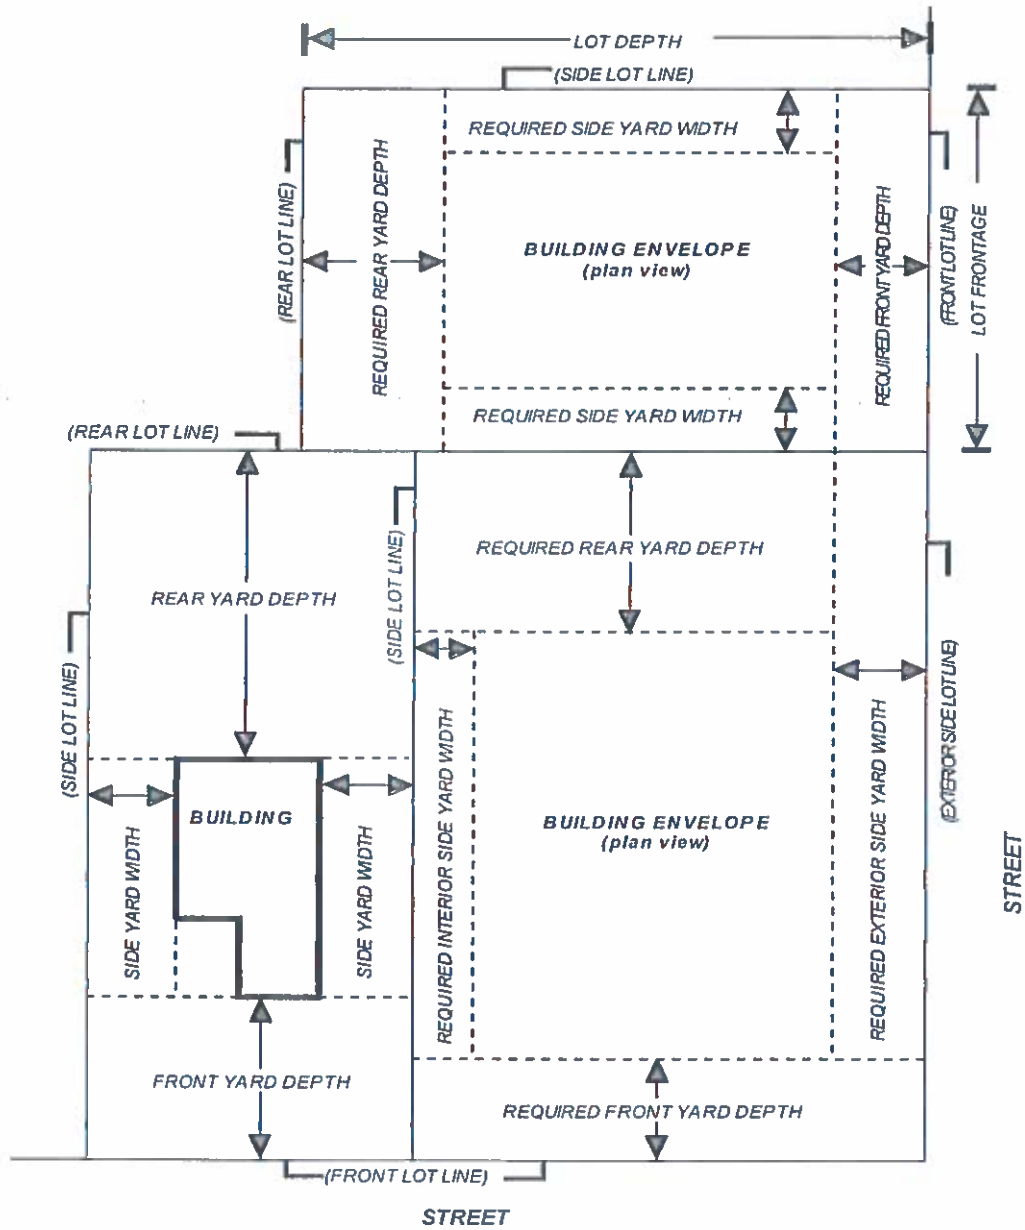 LOT DEPTH
(SIDE LOT LINE)
REQUIRED SIDE YARD WIDTH
(REAR LOT LINE)
REQUIRED REAR YARD DEPTH
BUILDING ENVELOPE
(plan view)
REQUIRED FRONT YARD DEPTH
(FRONT LOT LINE)
LOT FRONTAGE
REQUIRED SIDE YARD WIDTH
(REAR LOT LINE)
(SIDE LOT LINE)
REQUIRED REAR YARD DEPTH
REAR YARD DEPTH
(SIDE LOT LINE)
BUILDING
SIDE YARD WIDTH
SIDE YARD WIDTH
REQUIRED INTERIOR SIDE YARD WIDTH
BUILDING ENVELOPE
(plan view)
REQUIRED EXTERIOR SIDE YARD WIDTH
(EXTERIOR SIDE LOT LINE)
STREET
FRONT YARD DEPTH
REQUIRED FRONT YARD DEPTH
(FRONT LOT LINE)
STREET